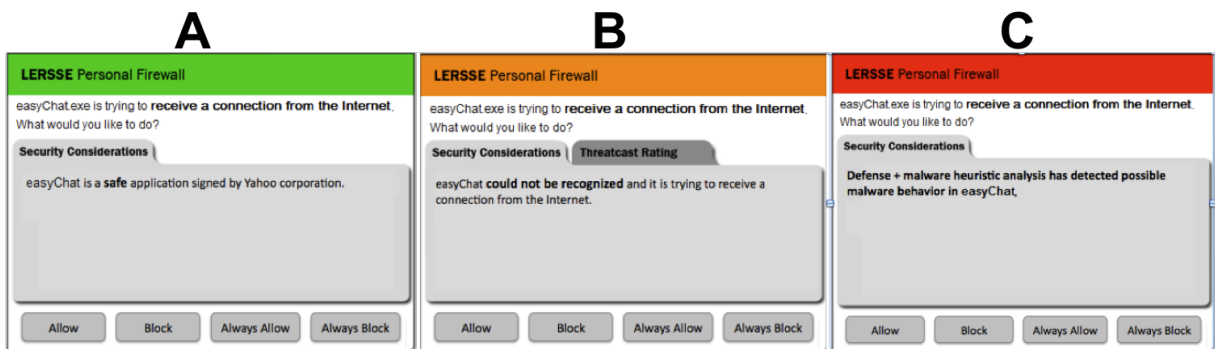 A
LERSSE Personal Firewall
easyChat.exe is trying to receive a connection from the Internet.
What would you like to do?
Security Considerations
easyChat is a safe application signed by Yahoo corporation.
Allow
Block
Always Allow
Always Block
B
LERSSE Personal Firewall
easyChat.exe is trying to receive a connection from the Internet.
What would you like to do?
Security Considerations
Threatcast Rating
easyChat could not be recognized and it is trying to receive a
connection from the Internet.
Allow
Block
Always Allow
Always Block
C
LERSSE Personal Firewall
easyChat.exe is trying to receive a connection from the Internet.
What would you like to do?
Security Considerations
Defense + malware heuristic analysis has detected possible
malware behavior in easyChat.
Allow
Block
Always Allow
Always Block